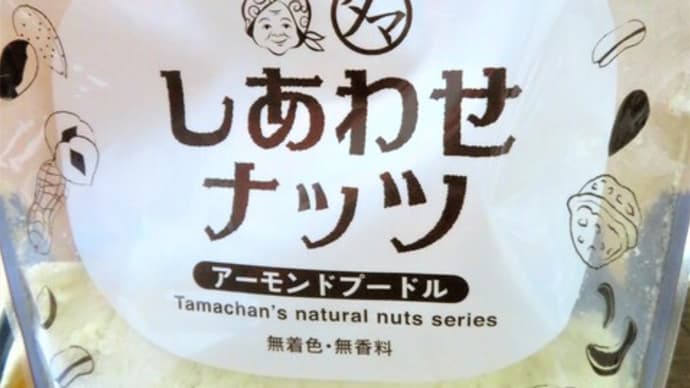 タマ
しあわせ
ナッツ
アーモンドプードル
Tamachan's natural nuts series
無着色・無香料